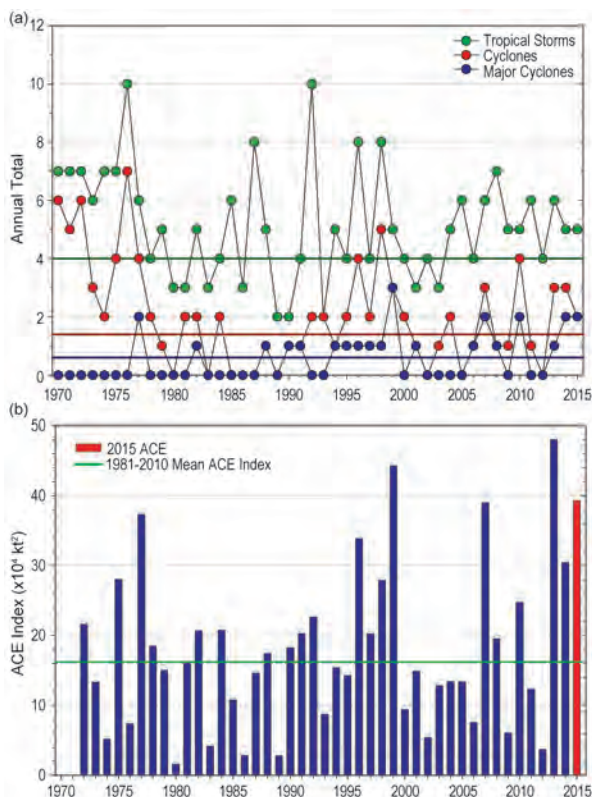 (a)
12
Tropical Storms
Cyclones
Major Cyclones
10
8
6
4
2
0
Annual Total
1970 1975 1980 1985 1990 1995 2000 2005 2010 2015
(b)
50
2015 ACE
1981-2010 Mean ACE Index
40
30
20
10
0
ACE Index (x10⁴ kt²)
1970 1975 1980 1985 1990 1995 2000 2005 2010 2015